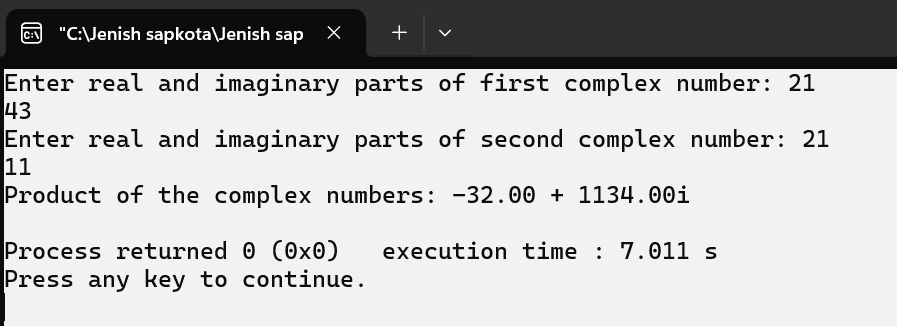 "C:\Jenish sapkota\Jenish sap
Enter real and imaginary parts of first complex number: 21
43
Enter real and imaginary parts of second complex number: 21
11
Product of the complex numbers: -32.00 + 1134.00i
Process returned 0 (0x0)   execution time : 7.011 s
Press any key to continue.